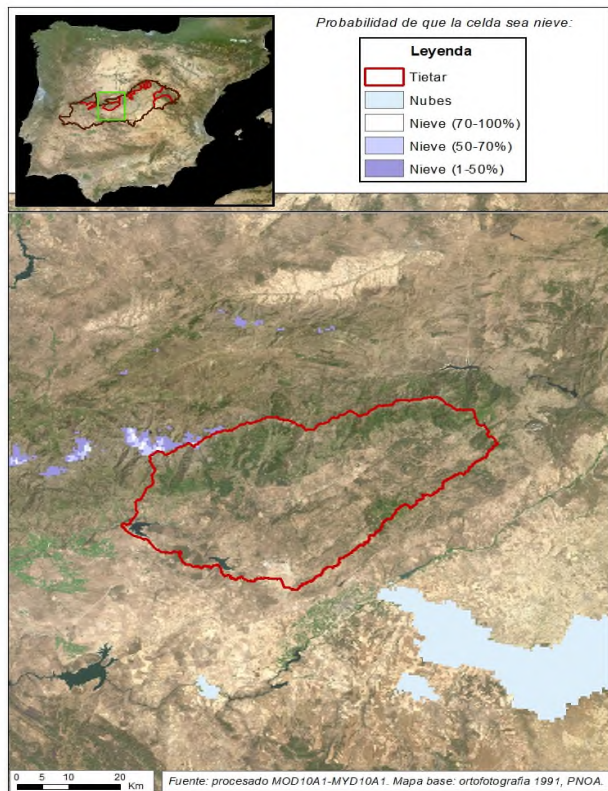 Probabilidad de que la celda sea nieve:
Leyenda
Tietar
Nubes
Nieve (70-100%)
Nieve (50-70%)
Nieve (1-50%)
0 5 10 20
Km
Fuente: procesado MOD10A1-MYD10A1. Mapa base: ortofotografia 1991, PNOA.